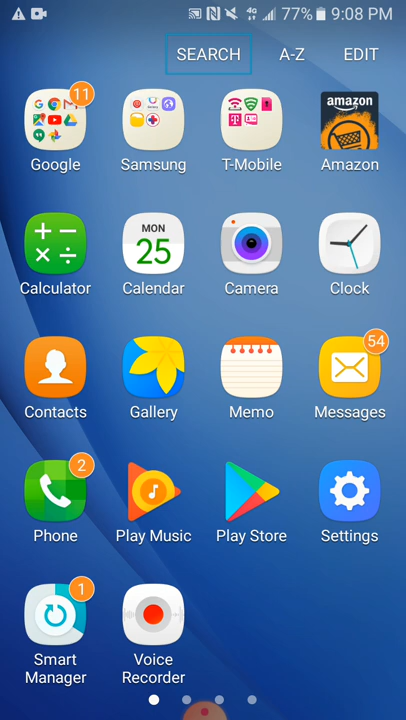 77% 9:08 PM
SEARCH A-Z EDIT
11
amazon
Google Samsung T-Mobile Amazon
MON
25
Calculator Calendar Camera Clock
54
Contacts Gallery Memo Messages
2
Phone Play Music Play Store Settings
1
Smart Manager
Voice Recorder